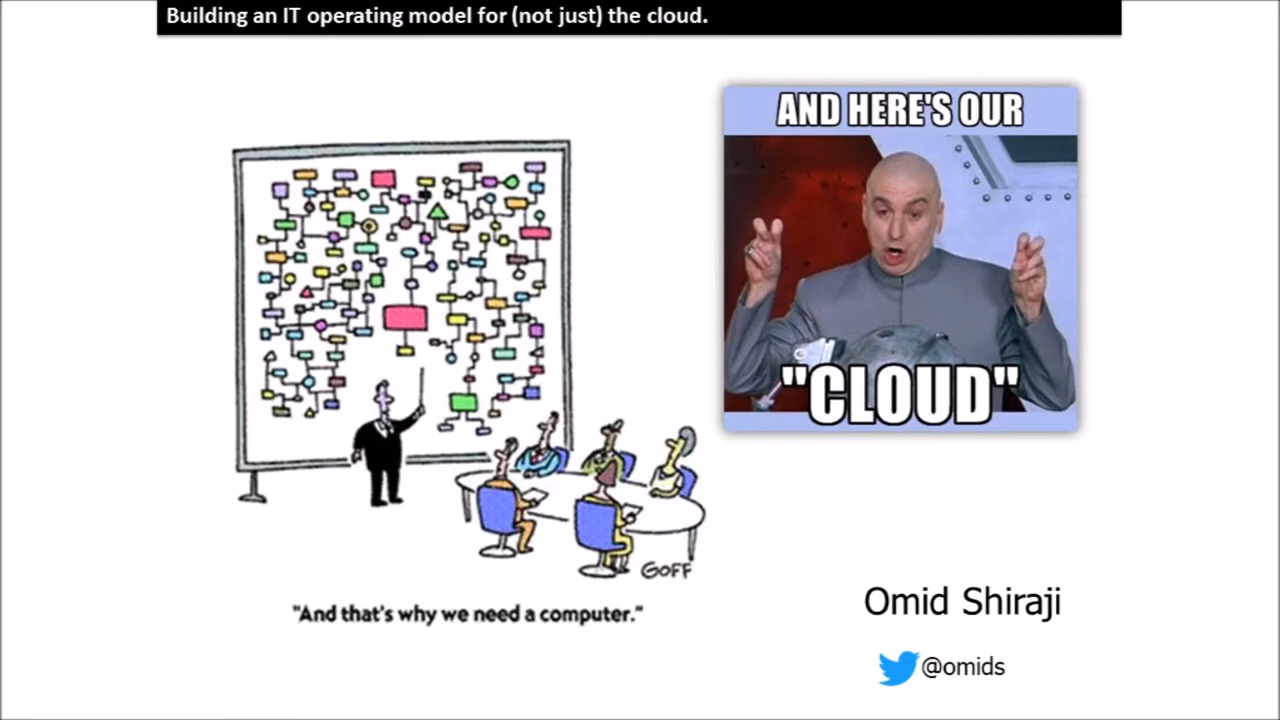 Building an IT operating model for (not just) the cloud.
AND HERE'S OUR
"CLOUD"
GOFF
"And that's why we need a computer."
Omid Shiraji
@omids